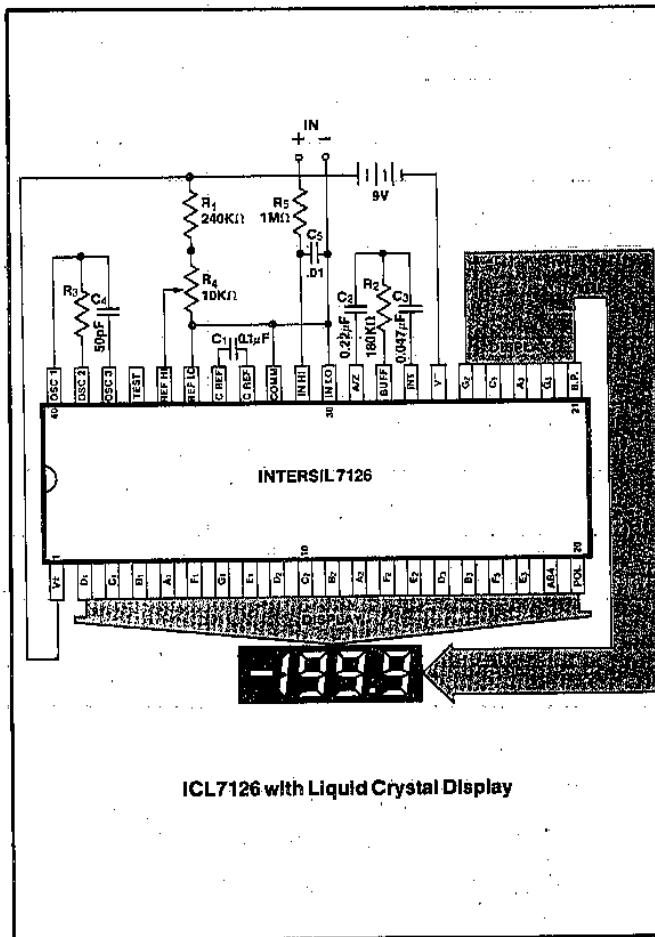 IN
+ −
9V
R1
240KΩ
R5
1MΩ
C5
.01
R4
10KΩ
R3
C4
50pF
C1 0.1µF
C2
0.22µF
R2
180KΩ
C3
0.047µF
DISPLAY
OSC 1
OSC 2
OSC 3
TEST
REF HI
REF LO
C REF
C REF
COMM
IN HI
IN LO
A/Z
BUFF
INT
V−
G2
C3
A3
G3
B.P.
40
30
21
INTERSIL 7126
1
10
20
V+
D1
C1
B1
A1
F1
G1
E1
D2
C2
B2
A2
F2
E2
D3
B3
F3
E3
AB4
POL
DISPLAY
-199.9
ICL7126 with Liquid Crystal Display